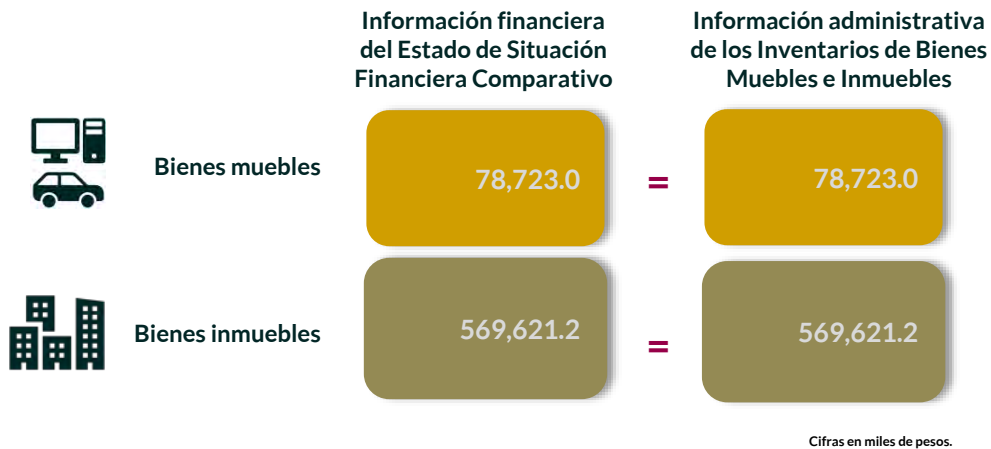 Información financiera
del Estado de Situación
Financiera Comparativo
Información administrativa
de los Inventarios de Bienes
Muebles e Inmuebles
Bienes muebles
78,723.0
=
78,723.0
Bienes inmuebles
569,621.2
=
569,621.2
Cifras en miles de pesos.